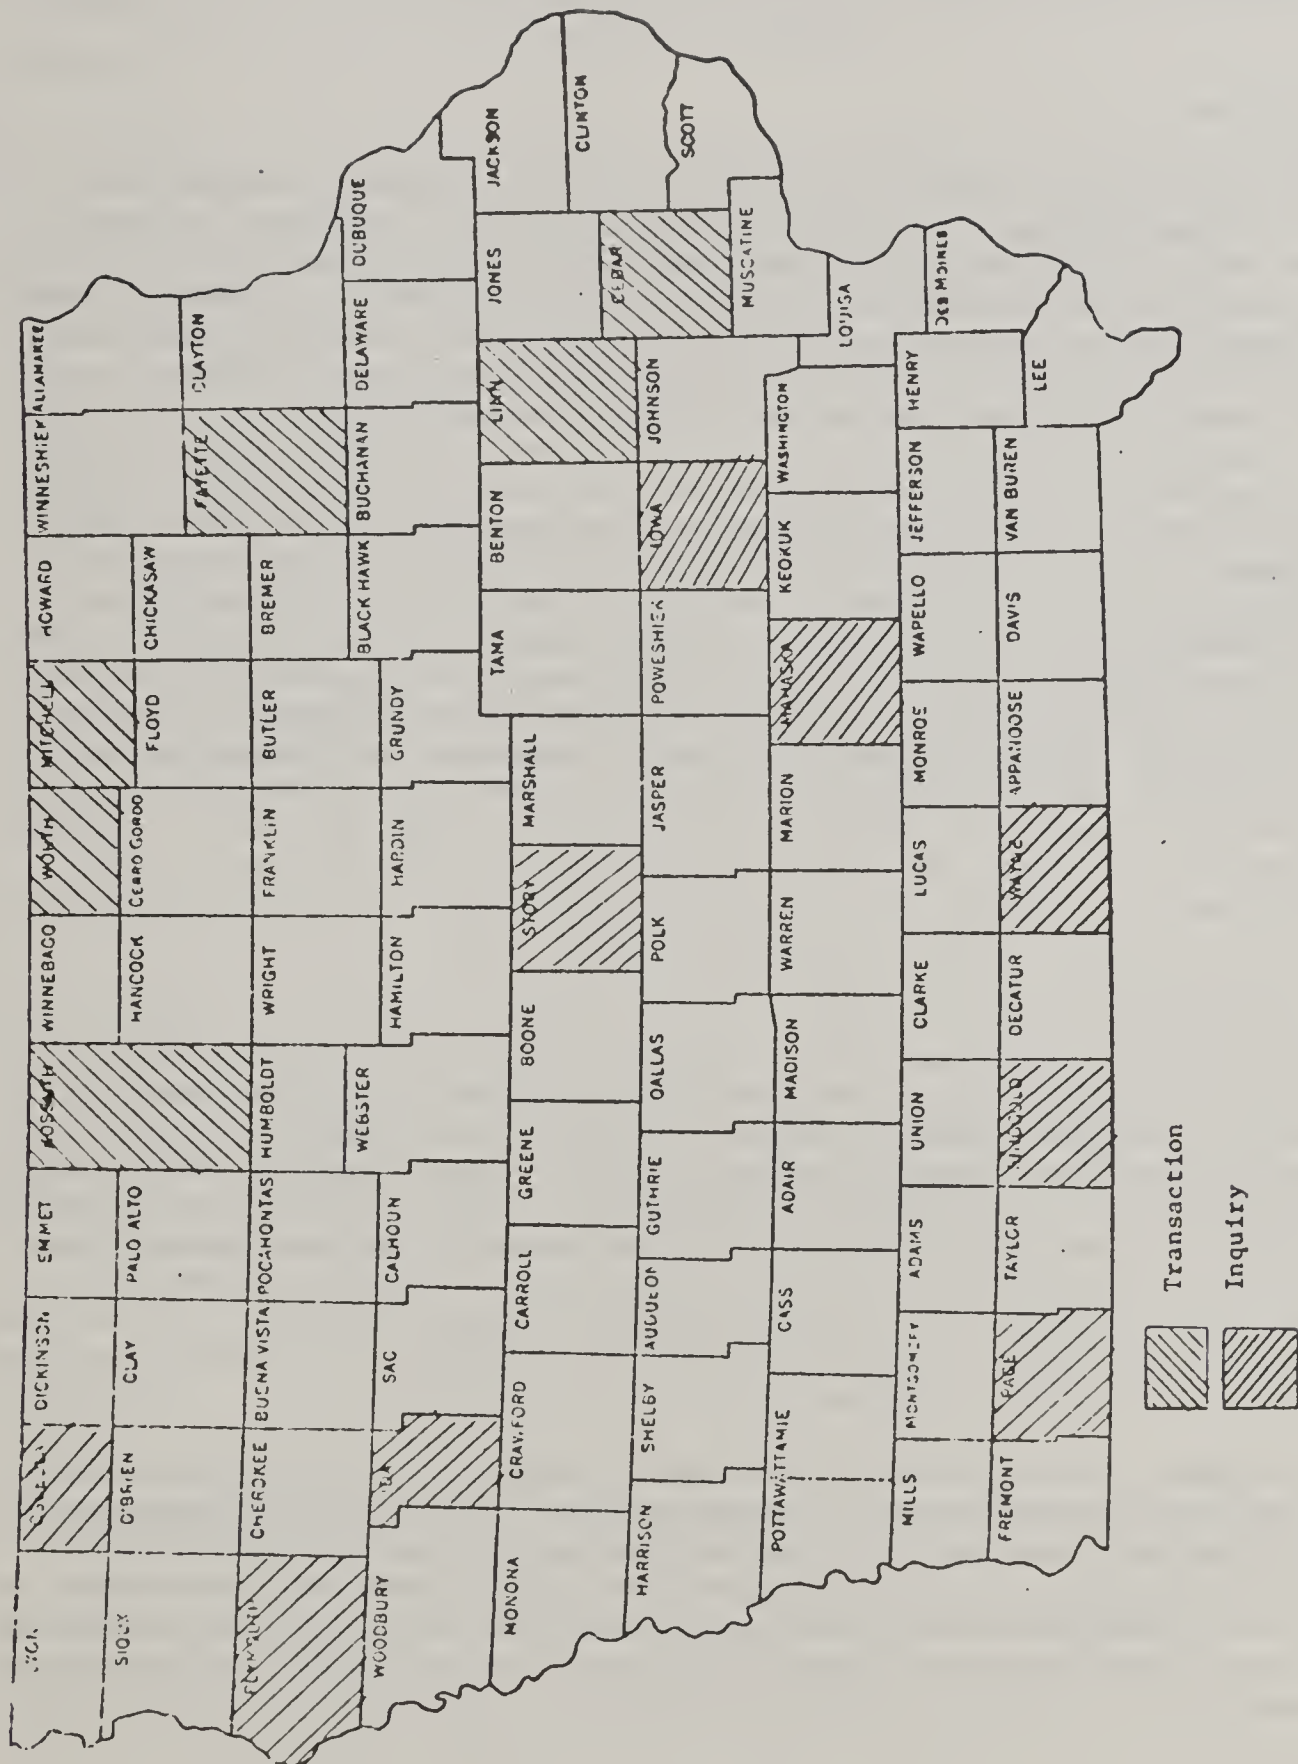 WINNESHIEK
ALLAMAKEE
HOWARD
MITCHELL
WORTH
WINNEBAGO
KOSSUTH
EMMET
DICKINSON
CLAYTON
FAYETTE
CHICKASAW
FLOYD
CERRO GORDO
HANCOCK
PALO ALTO
CLAY
O'BRIEN
SIOUX
BREMER
BUTLER
FRANKLIN
WRIGHT
HUMBOLDT
POCAHONTAS
BUENA VISTA
CHEROKEE
PLYMOUTH
DUBUQUE
DELAWARE
BUCHANAN
BLACK HAWK
GRUNDY
HARDIN
HAMILTON
WEBSTER
CALHOUN
SAC
IDA
WOODBURY
JACKSON
JONES
LINN
BENTON
TAMA
MARSHALL
STORY
BOONE
GREENE
CARROLL
CRAWFORD
MONONA
CLINTON
SCOTT
CEDAR
JOHNSON
IOWA
POWESHIEK
JASPER
POLK
DALLAS
GUTHRIE
AUDUBON
SHELBY
HARRISON
MUSCATINE
WASHINGTON
KEOKUK
MAHASKA
MARION
WARREN
MADISON
ADAIR
CASS
POTTAWATTAMIE
LOUISA
DES MOINES
HENRY
JEFFERSON
WAPELLO
MONROE
LUCAS
CLARKE
UNION
ADAMS
MONTGOMERY
MILLS
LEE
VAN BUREN
DAVIS
APPANOOSE
WAYNE
DECATUR
RINGGOLD
TAYLOR
PAGE
FREMONT
Transaction
Inquiry